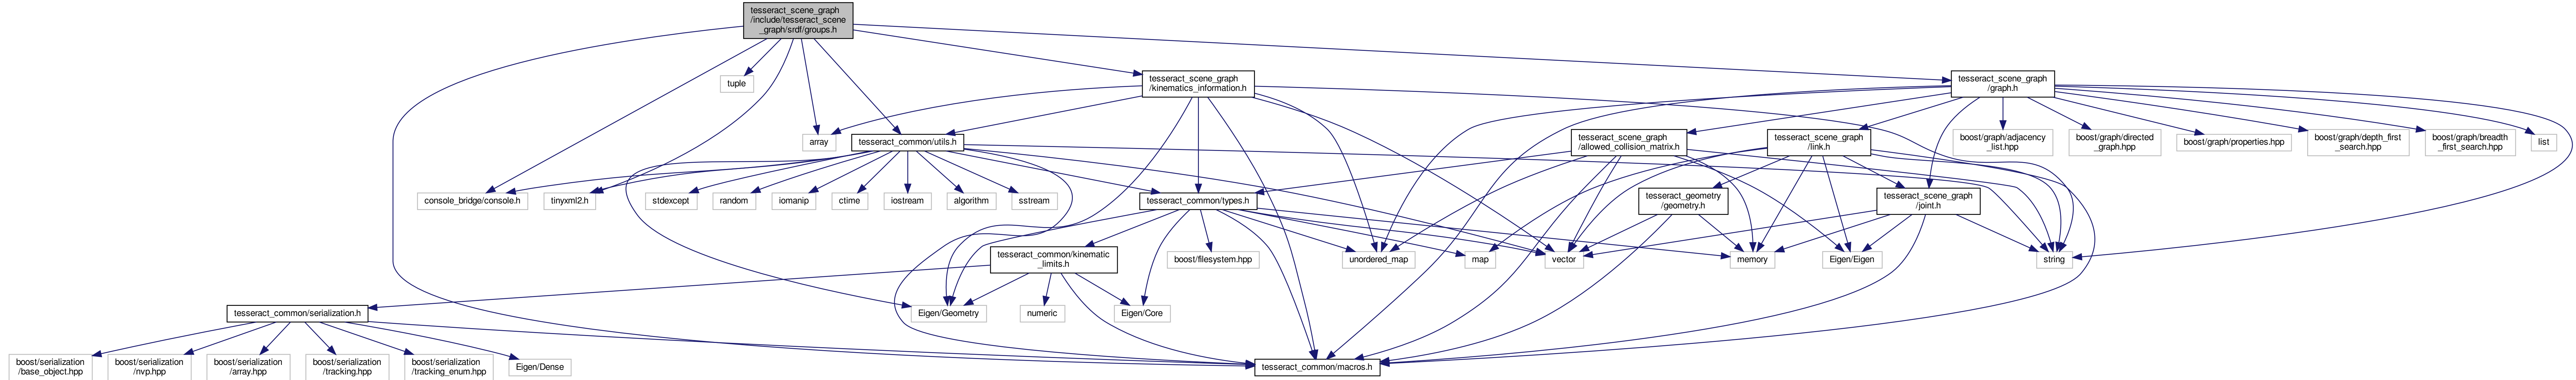 tesseract_scene_graph
/include/tesseract_scene
_graph/srdf/groups.h
tuple
tesseract_scene_graph
/kinematics_information.h
tesseract_scene_graph
/graph.h
array
tesseract_common/utils.h
tesseract_scene_graph
/allowed_collision_matrix.h
tesseract_scene_graph
/link.h
boost/graph/adjacency
_list.hpp
boost/graph/directed
_graph.hpp
boost/graph/properties.hpp
boost/graph/depth_first
_search.hpp
boost/graph/breadth
_first_search.hpp
list
console_bridge/console.h
tinyxml2.h
stdexcept
random
iomanip
ctime
iostream
algorithm
sstream
tesseract_common/types.h
tesseract_geometry
/geometry.h
tesseract_scene_graph
/joint.h
tesseract_common/kinematic
_limits.h
boost/filesystem.hpp
unordered_map
map
vector
memory
Eigen/Eigen
string
tesseract_common/serialization.h
Eigen/Geometry
numeric
Eigen/Core
boost/serialization
/base_object.hpp
boost/serialization
/nvp.hpp
boost/serialization
/array.hpp
boost/serialization
/tracking.hpp
boost/serialization
/tracking_enum.hpp
Eigen/Dense
tesseract_common/macros.h